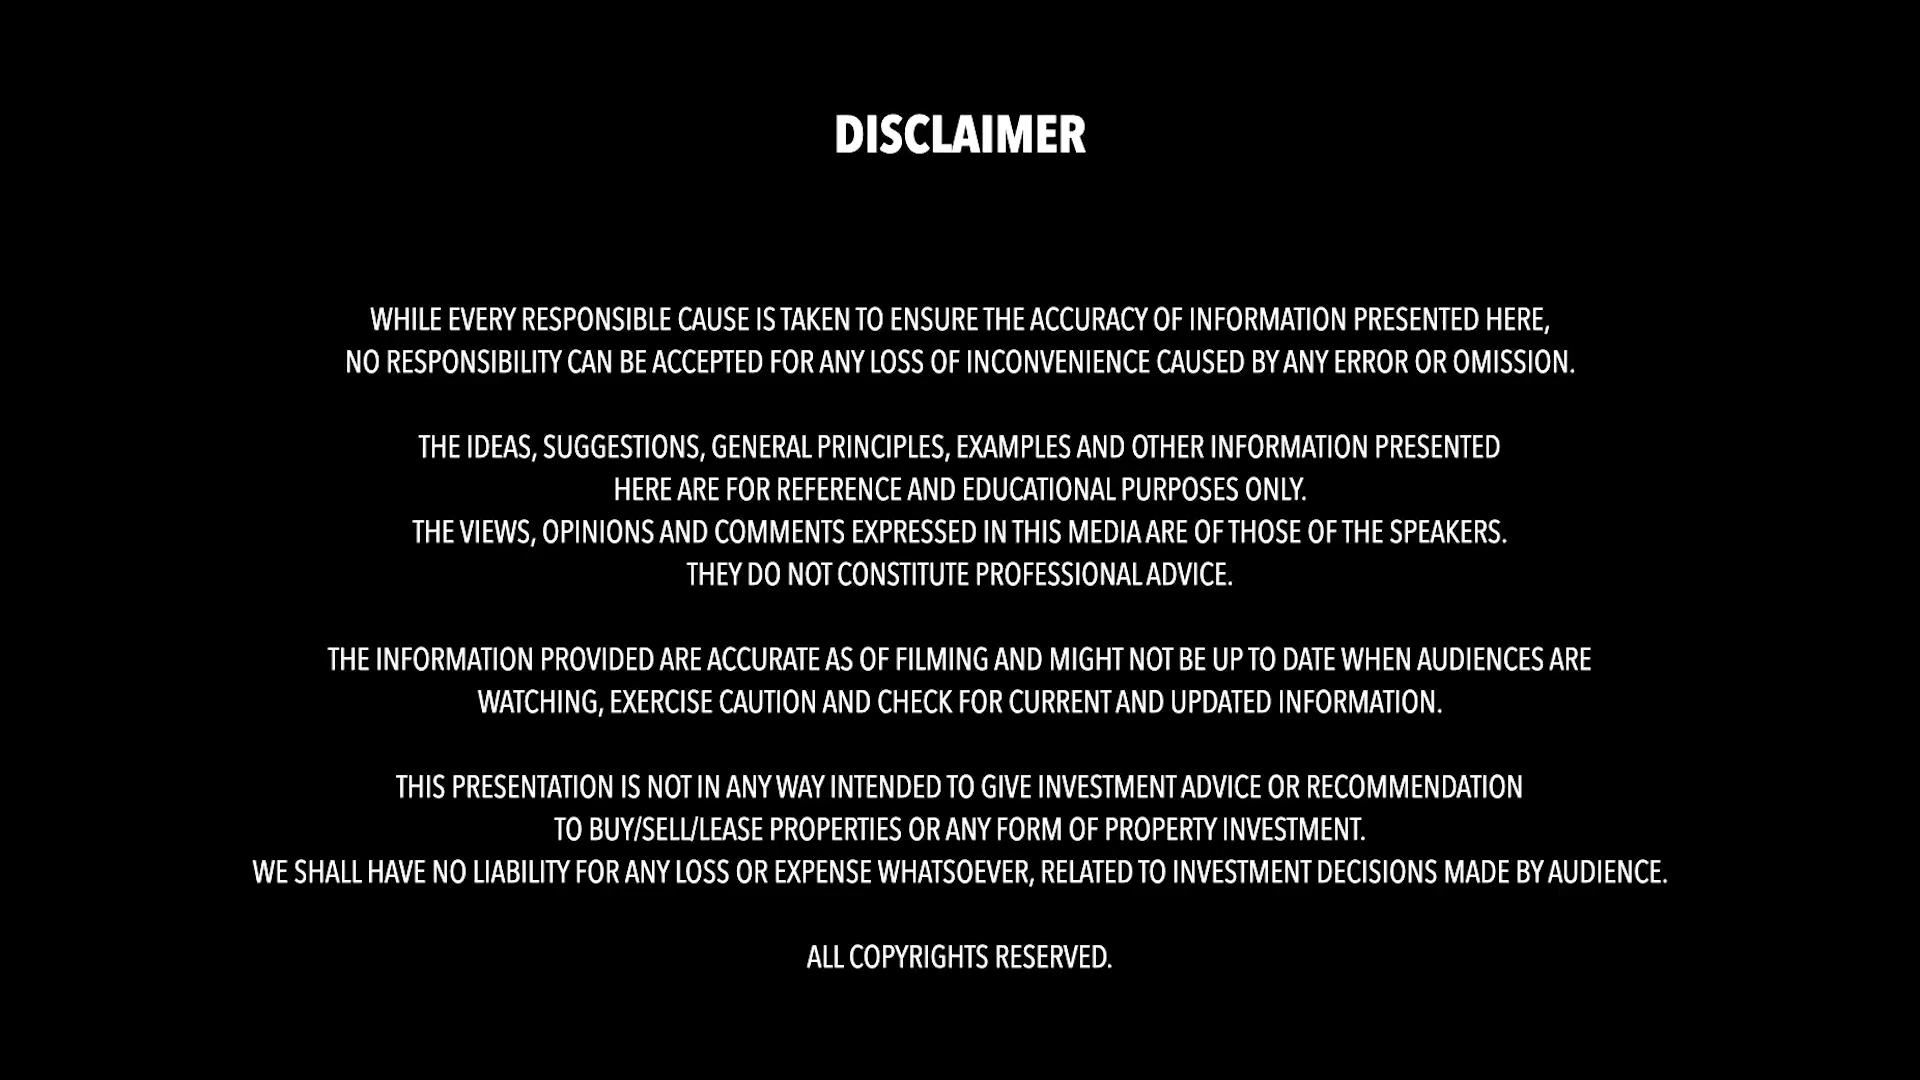 DISCLAIMER
WHILE EVERY RESPONSIBLE CAUSE IS TAKEN TO ENSURE THE ACCURACY OF INFORMATION PRESENTED HERE,
NO RESPONSIBILITY CAN BE ACCEPTED FOR ANY LOSS OF INCONVENIENCE CAUSED BY ANY ERROR OR OMISSION.
THE IDEAS, SUGGESTIONS, GENERAL PRINCIPLES, EXAMPLES AND OTHER INFORMATION PRESENTED
HERE ARE FOR REFERENCE AND EDUCATIONAL PURPOSES ONLY.
THE VIEWS, OPINIONS AND COMMENTS EXPRESSED IN THIS MEDIA ARE OF THOSE OF THE SPEAKERS.
THEY DO NOT CONSTITUTE PROFESSIONAL ADVICE.
THE INFORMATION PROVIDED ARE ACCURATE AS OF FILMING AND MIGHT NOT BE UP TO DATE WHEN AUDIENCES ARE
WATCHING, EXERCISE CAUTION AND CHECK FOR CURRENT AND UPDATED INFORMATION.
THIS PRESENTATION IS NOT IN ANY WAY INTENDED TO GIVE INVESTMENT ADVICE OR RECOMMENDATION
TO BUY/SELL/LEASE PROPERTIES OR ANY FORM OF PROPERTY INVESTMENT.
WE SHALL HAVE NO LIABILITY FOR ANY LOSS OR EXPENSE WHATSOEVER, RELATED TO INVESTMENT DECISIONS MADE BY AUDIENCE.
ALL COPYRIGHTS RESERVED.